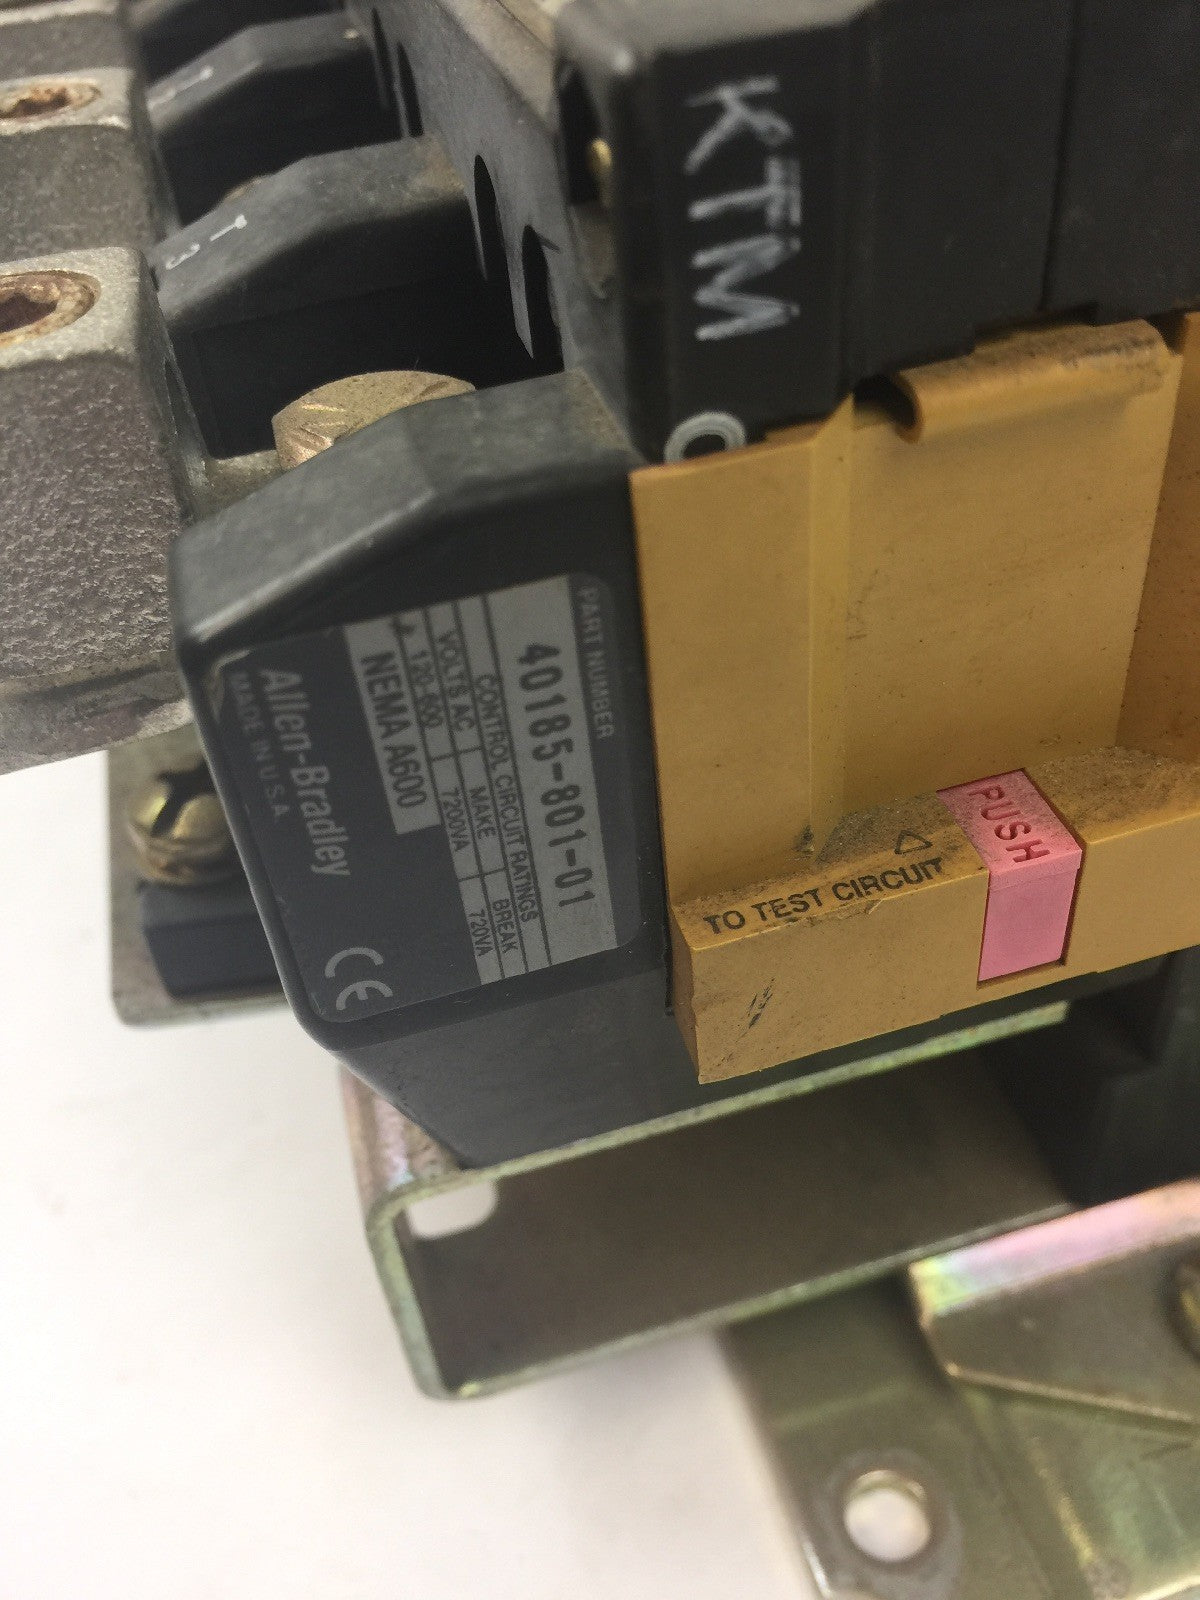 KTM
T 3
PART NUMBER
40185-801-01
CONTROL CIRCUIT RATINGS
VOLTS AC MAKE BREAK
120-600 7200VA 720VA
NEMA A600
Allen-Bradley
MADE IN U.S.A
CE
TO TEST CIRCUIT
PUSH